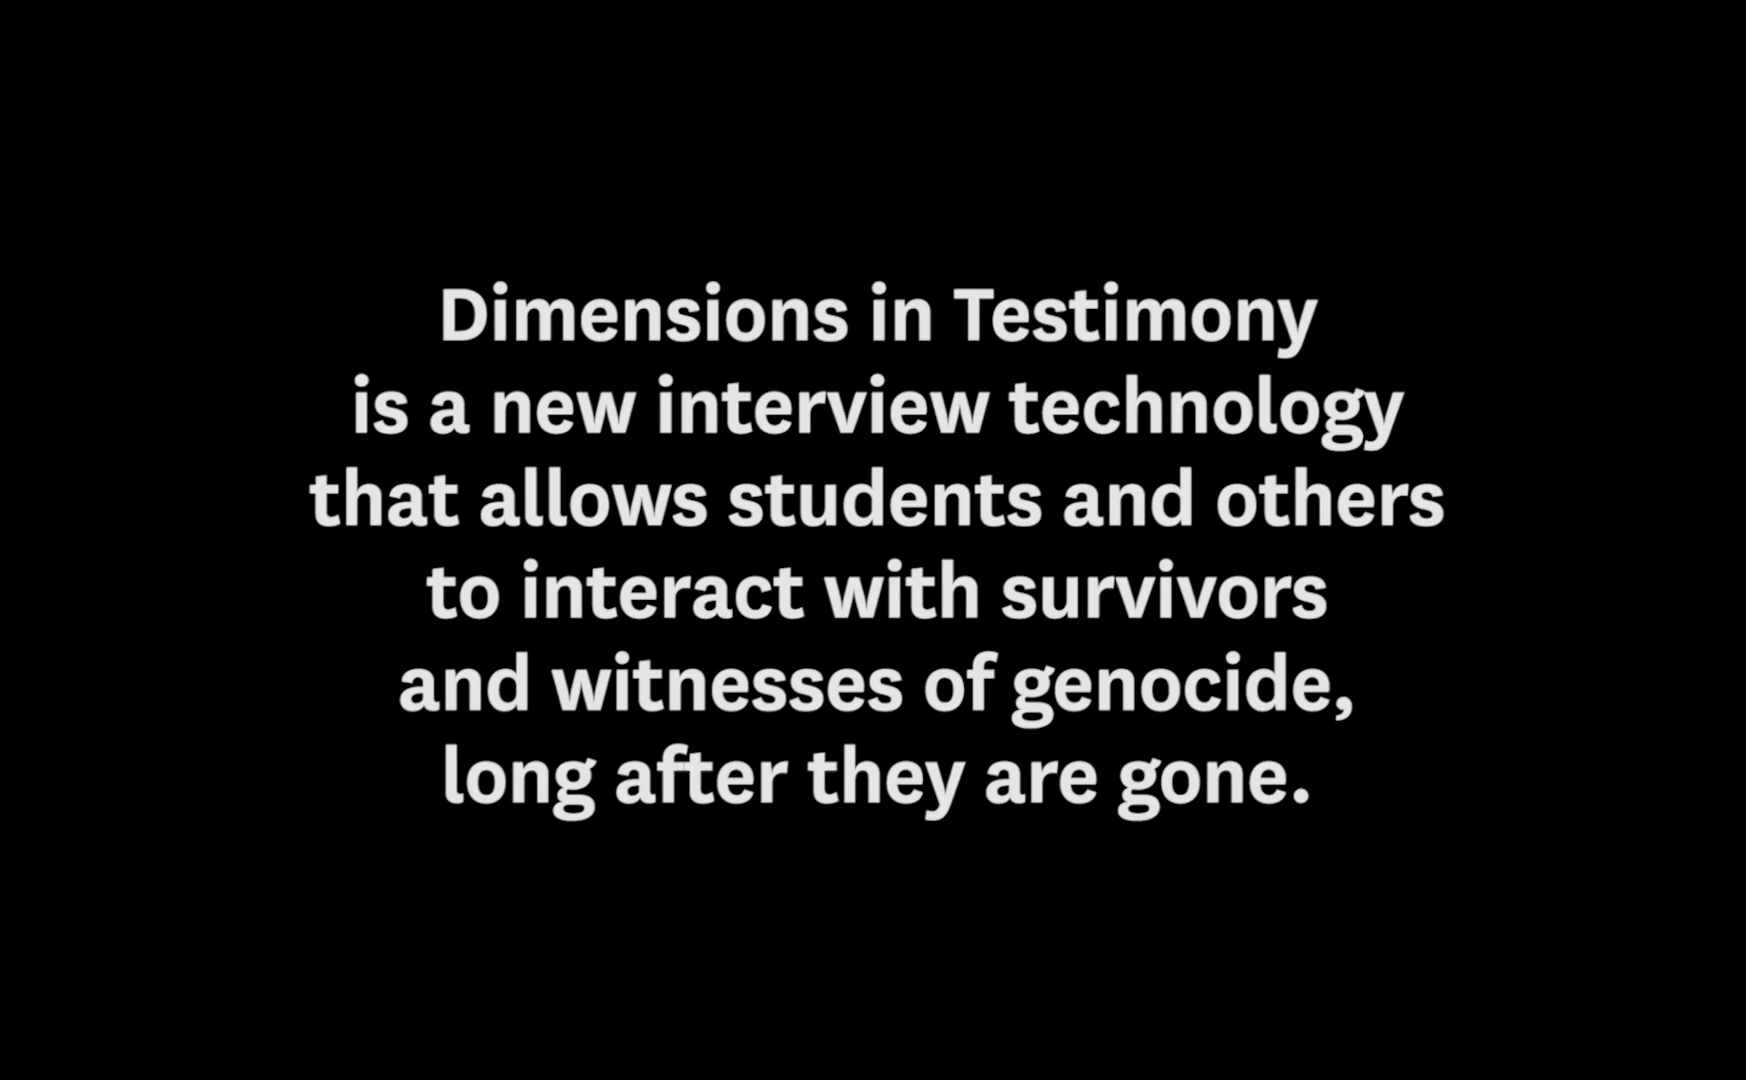 Dimensions in Testimony
is a new interview technology
that allows students and others
to interact with survivors
and witnesses of genocide,
long after they are gone.